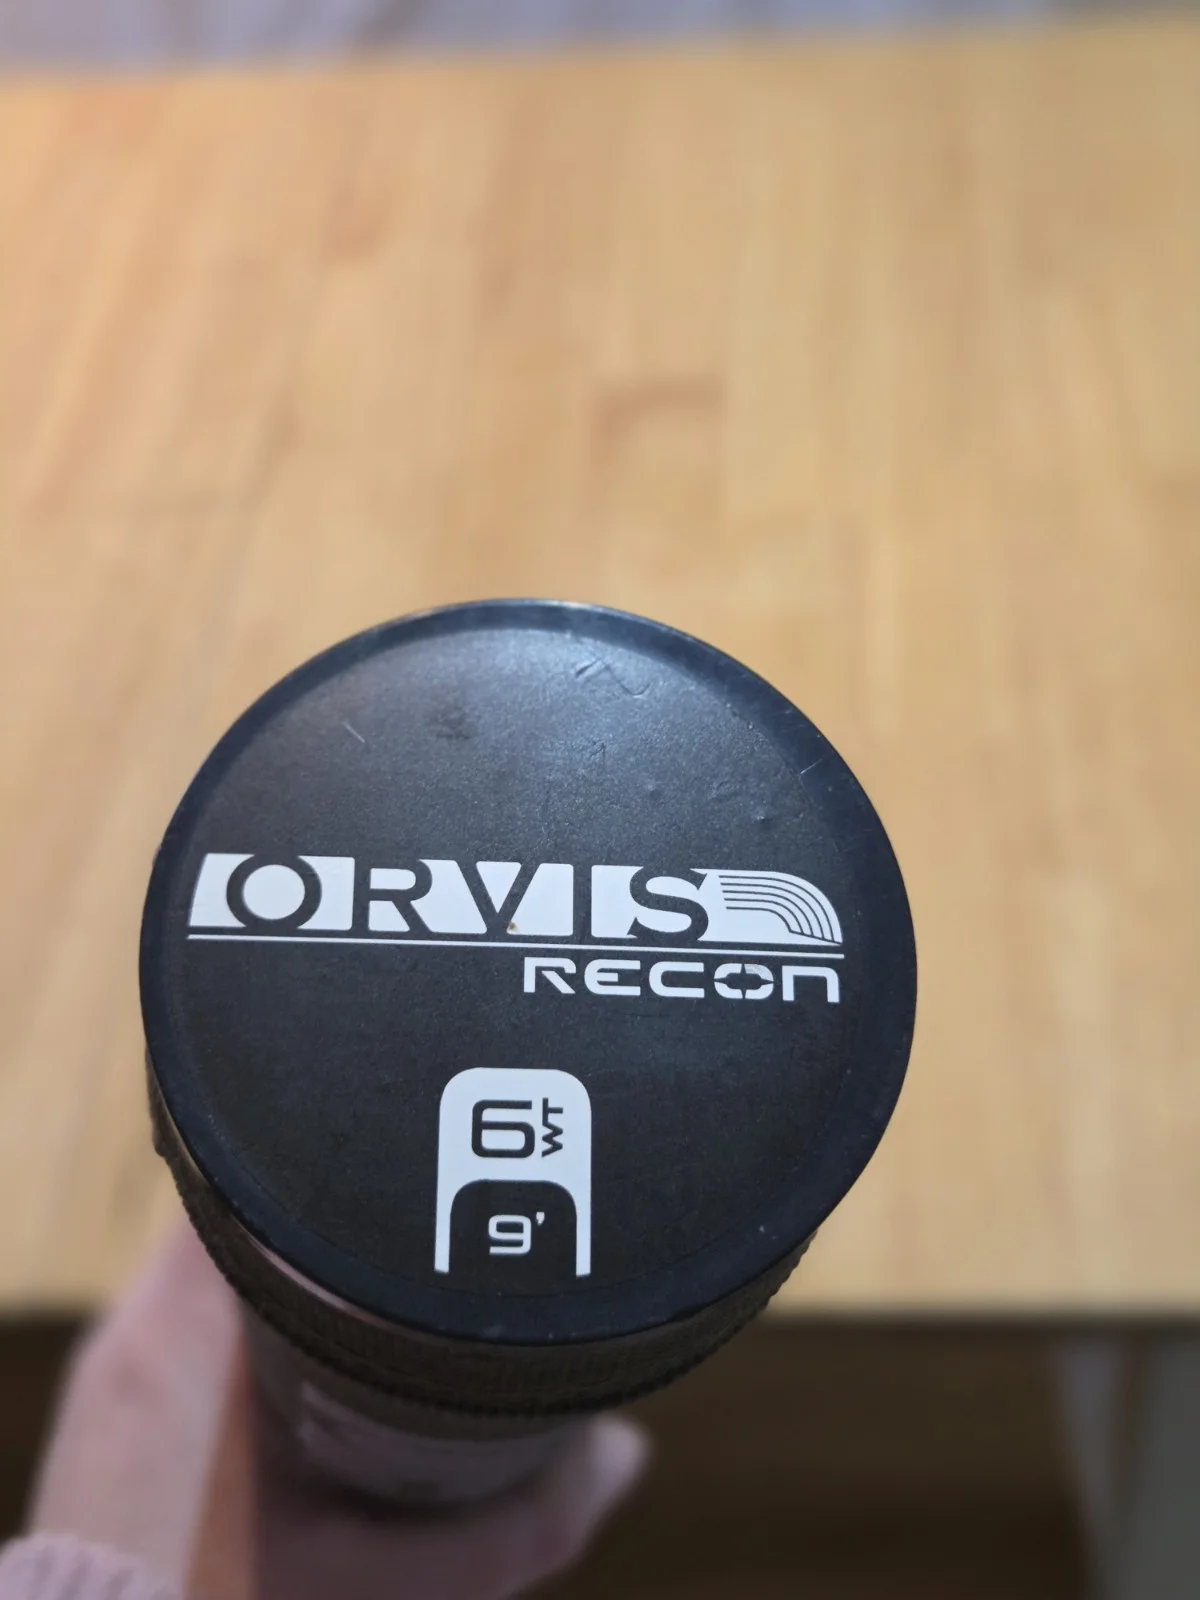 ORVIS
RECON
6WT
9'